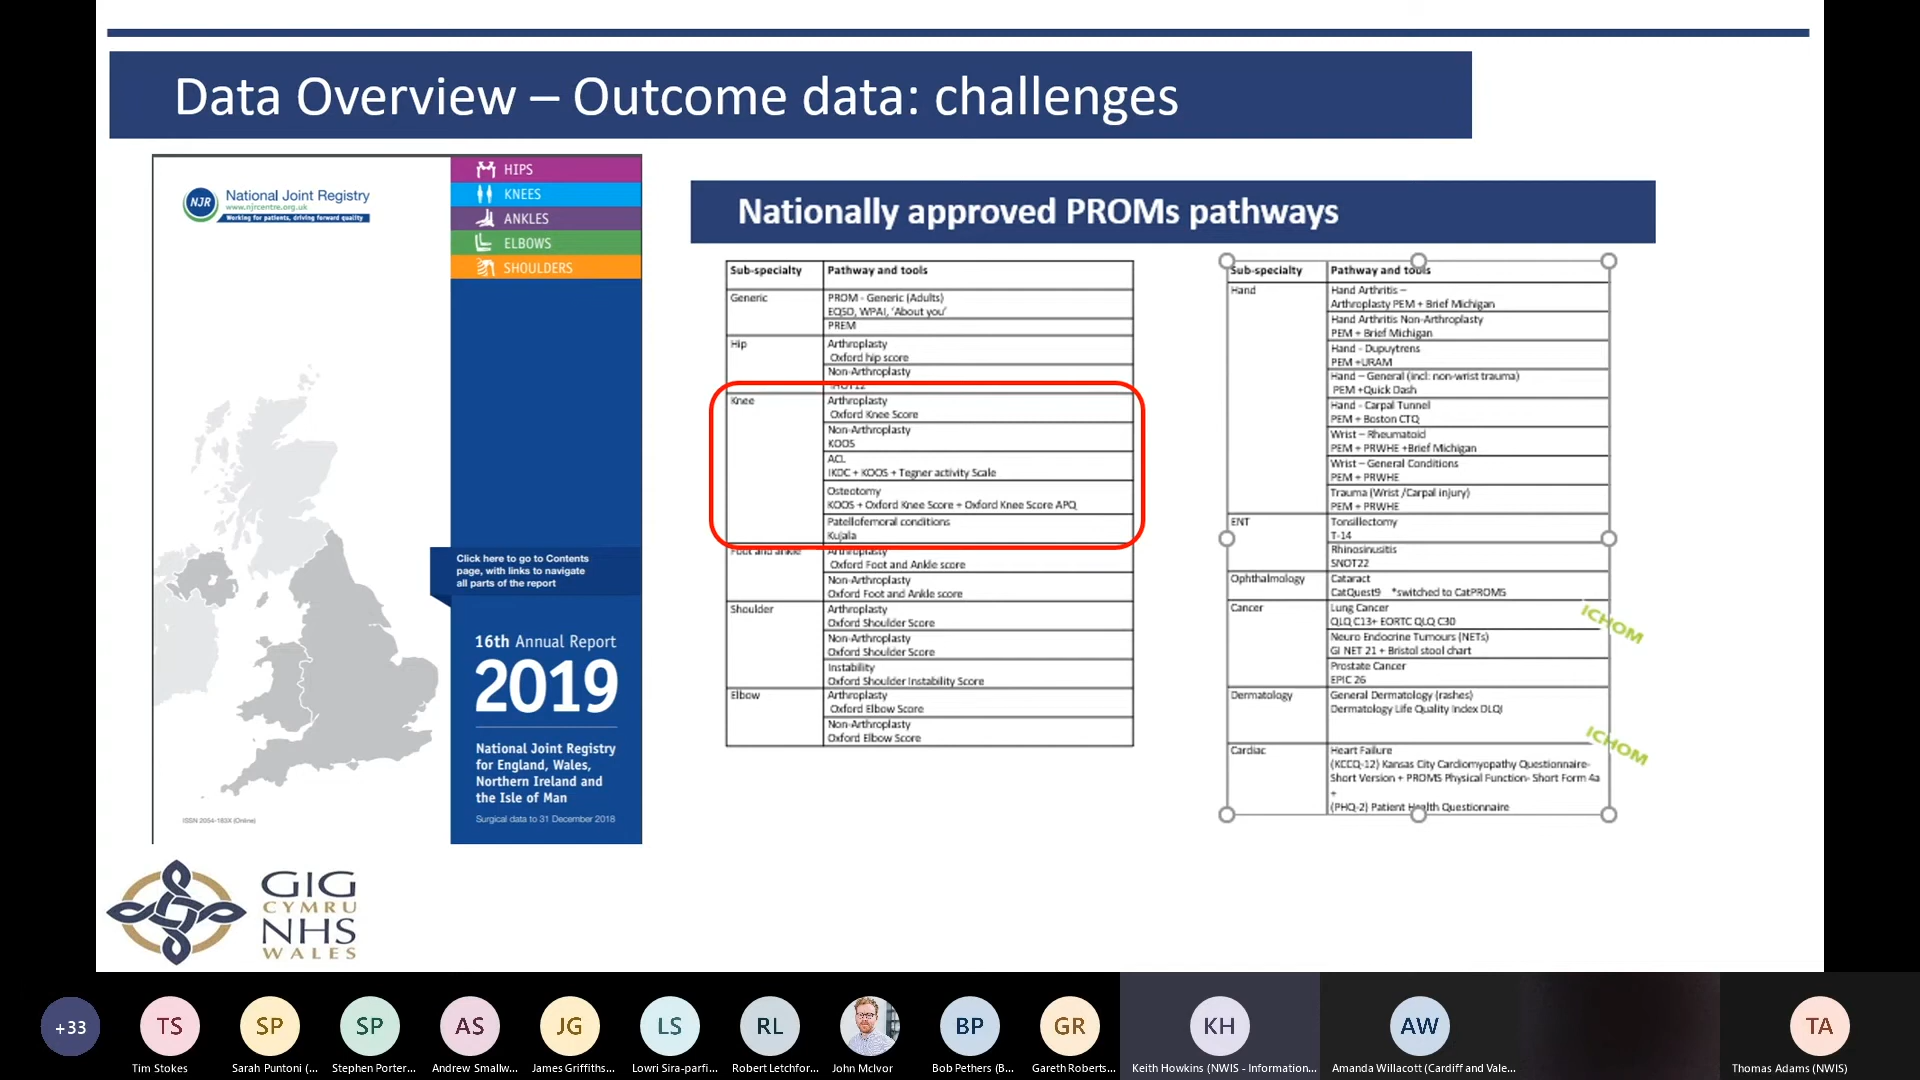 Data Overview – Outcome data: challenges
NJR
National Joint Registry
www.njrcentre.org.uk
Working for patients, driving forward quality
HIPS
KNEES
ANKLES
ELBOWS
SHOULDERS
Click here to go to Contents
page, with links to navigate
all parts of the report
16th Annual Report
2019
National Joint Registry
for England, Wales,
Northern Ireland and
the Isle of Man
Surgical data to 31 December 2018
ISSN 2054-183X (Online)
Nationally approved PROMs pathways
Sub-specialty Pathway and tools
Generic PROM - Generic (Adults)
EQ5D, WPAI, 'About you'
PREM
Hip Arthroplasty
Oxford hip score
Non-Arthroplasty
iHOT12
Knee Arthroplasty
Oxford Knee Score
Non-Arthroplasty
KOOS
ACL
IKDC + KOOS + Tegner activity Scale
Osteotomy
KOOS + Oxford Knee Score + Oxford Knee Score APQ
Patellofemoral conditions
Kujala
Foot and ankle Arthroplasty
Oxford Foot and Ankle score
Non-Arthroplasty
Oxford Foot and Ankle score
Shoulder Arthroplasty
Oxford Shoulder Score
Non-Arthroplasty
Oxford Shoulder Score
Instability
Oxford Shoulder Instability Score
Elbow Arthroplasty
Oxford Elbow Score
Non-Arthroplasty
Oxford Elbow Score
Sub-specialty Pathway and tools
Hand Hand Arthritis –
Arthroplasty PEM + Brief Michigan
Hand Arthritis Non-Arthroplasty
PEM + Brief Michigan
Hand - Dupuytrens
PEM +URAM
Hand – General (incl: non-wrist trauma)
PEM +Quick Dash
Hand - Carpal Tunnel
PEM + Boston CTQ
Wrist – Rheumatoid
PEM + PRWHE +Brief Michigan
Wrist – General Conditions
PEM + PRWHE
Trauma (Wrist /Carpal injury)
PEM + PRWHE
ENT Tonsillectomy
T-14
Rhinosinusitis
SNOT22
Ophthalmology Cataract
CatQuest9 *switched to CatPROM5
Cancer Lung Cancer
QLQ C13+ EORTC QLQ C30
Neuro Endocrine Tumours (NETs)
GI NET 21 + Bristol stool chart
Prostate Cancer
EPIC 26
Dermatology General Dermatology (rashes)
Dermatology Life Quality Index DLQI
Cardiac Heart Failure
(KCCQ-12) Kansas City Cardiomyopathy Questionnaire-
Short Version + PROMS Physical Function- Short Form 4a
+
(PHQ-2) Patient Health Questionnaire
ICHOM
ICHOM
GIG
CYMRU
NHS
WALES
+33
TS
SP
SP
AS
JG
LS
RL
BP
GR
KH
AW
TA
Tim Stokes
Sarah Puntoni (...
Stephen Porter...
Andrew Smallw...
James Griffiths...
Lowri Sira-parfi...
Robert Letchfor...
John McIvor
Bob Pethers (B...
Gareth Roberts...
Keith Howkins (NWIS - Information...
Amanda Willacott (Cardiff and Vale...
Thomas Adams (NWIS)